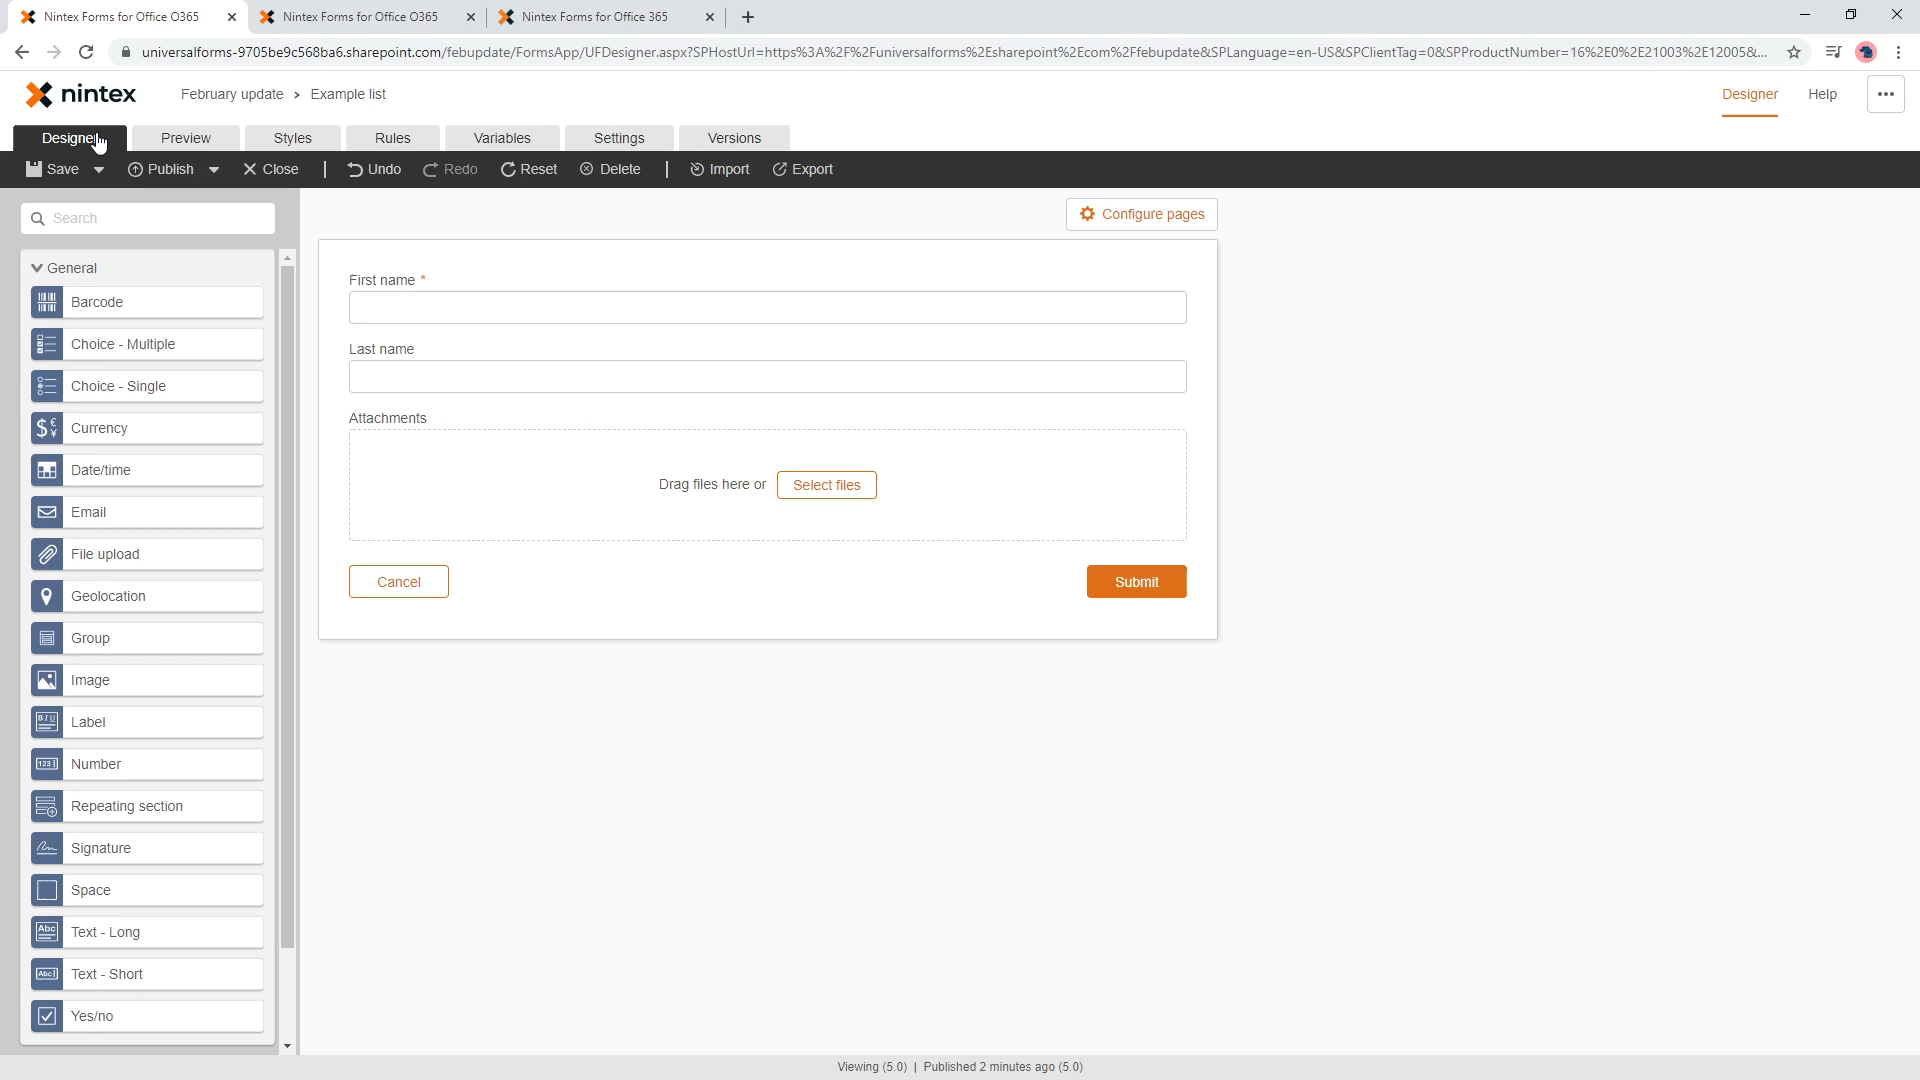 Nintex Forms for Office O365
Nintex Forms for Office O365
Nintex Forms for Office 365
universalforms-9705be9c568ba6.sharepoint.com/febupdate/FormsApp/UFDesigner.aspx?SPHostUrl=https%3A%2F%2Funiversalforms%2Esharepoint%2Ecom%2Ffebupdate&SPLanguage=en-US&SPClientTag=0&SPProductNumber=16%2E0%2E21003%2E12005&...
nintex
February update > Example list
Designer
Help
Designer
Preview
Styles
Rules
Variables
Settings
Versions
Save
Publish
Close
Undo
Redo
Reset
Delete
Import
Export
Search
Configure pages
General
Barcode
Choice - Multiple
Choice - Single
Currency
Date/time
Email
File upload
Geolocation
Group
Image
Label
Number
Repeating section
Signature
Space
Text - Long
Text - Short
Yes/no
First name *
Last name
Attachments
Drag files here or Select files
Cancel
Submit
Viewing (5.0) | Published 2 minutes ago (5.0)